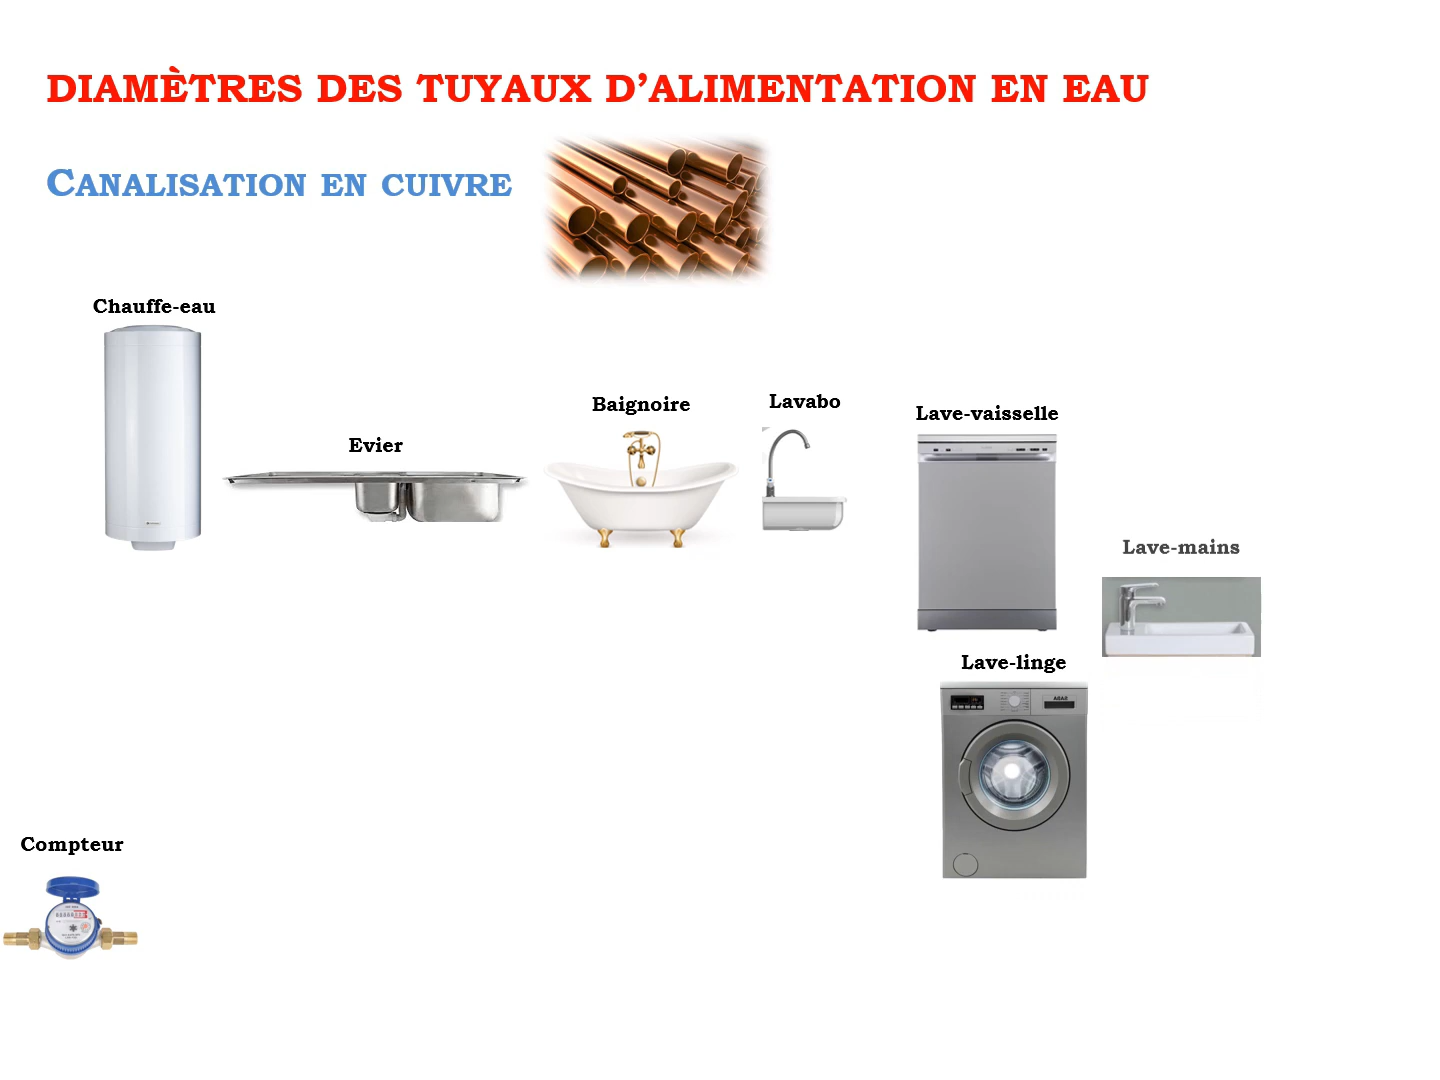 DIAMÈTRES DES TUYAUX D’ALIMENTATION EN EAU
CANALISATION EN CUIVRE
Chauffe-eau
Evier
Baignoire
Lavabo
Lave-vaisselle
Lave-mains
Lave-linge
Compteur